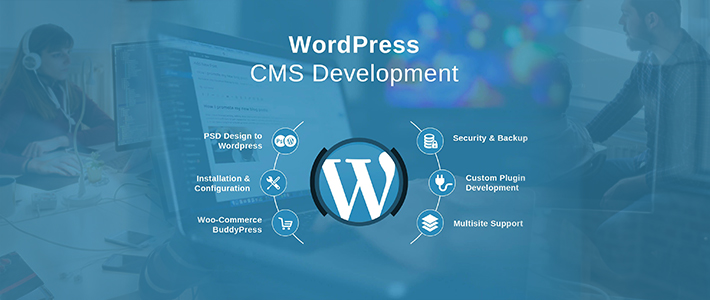 WordPress
CMS Development
PSD Design to
Wordpress
Installation &
Configuration
Woo-Commerce
BuddyPress
Security & Backup
Custom Plugin
Development
Multisite Support